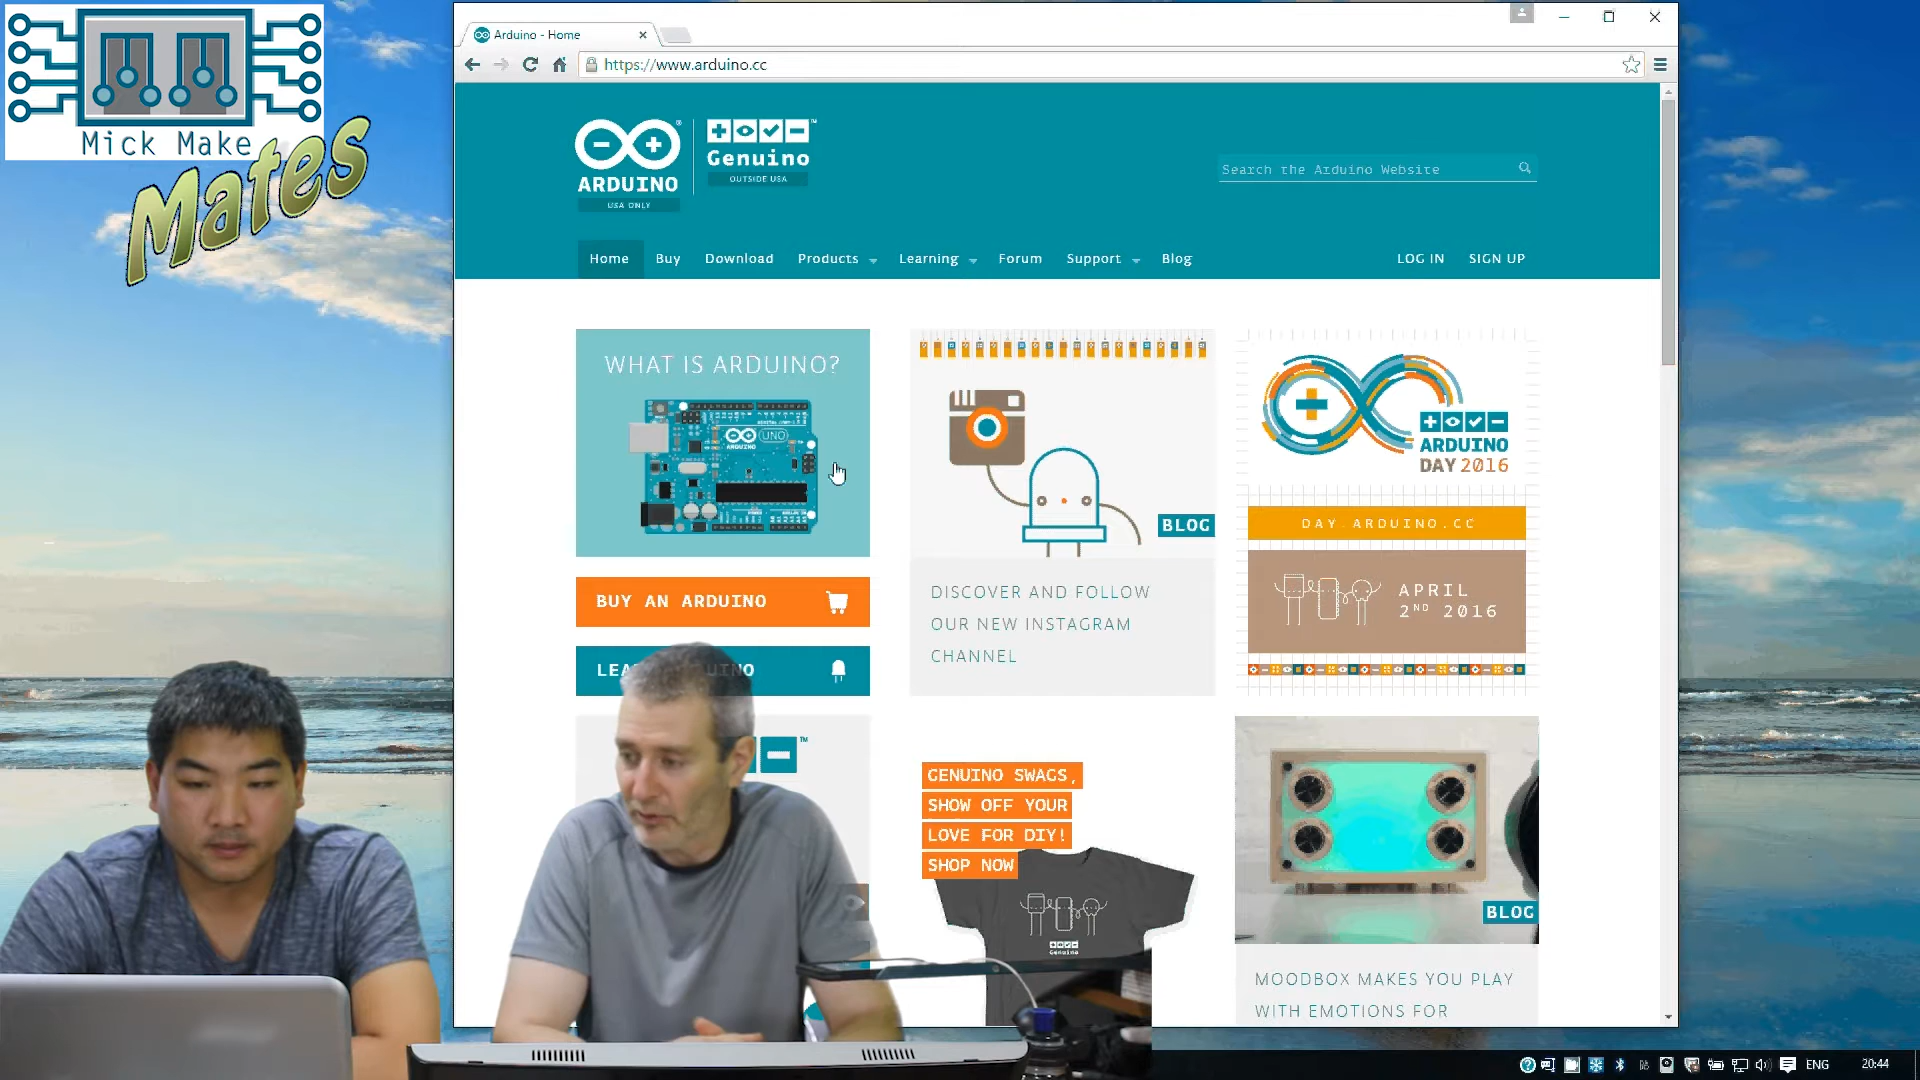 Mick Make
Mates
Arduino - Home
https://www.arduino.cc
ARDUINO
USA ONLY
Genuino
OUTSIDE USA
Search the Arduino Website
Home
Buy
Download
Products
Learning
Forum
Support
Blog
LOG IN
SIGN UP
WHAT IS ARDUINO?
UNO
ARDUINO
BUY AN ARDUINO
BLOG
DISCOVER AND FOLLOW
OUR NEW INSTAGRAM
CHANNEL
ARDUINO
DAY 2016
DAY.ARDUINO.CC
APRIL
2ND 2016
GENUINO SWAGS,
SHOW OFF YOUR
LOVE FOR DIY!
SHOP NOW
Genuino
BLOG
MOODBOX MAKES YOU PLAY
WITH EMOTIONS FOR
ENG
20:44